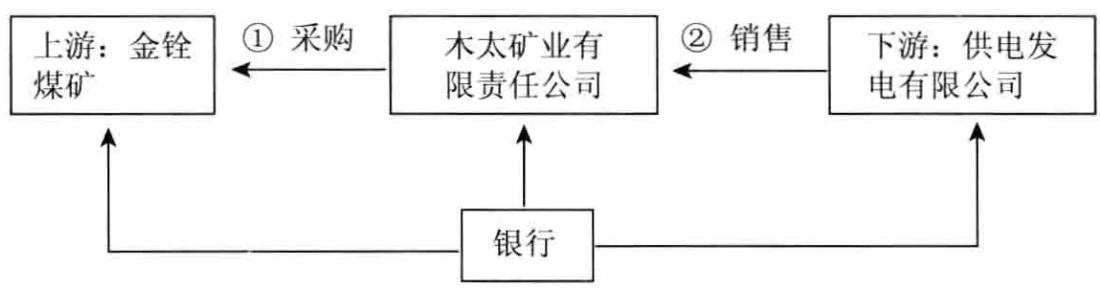 上游：金铨
煤矿
① 采购
木太矿业有
限责任公司
② 销售
下游：供电发
电有限公司
银行